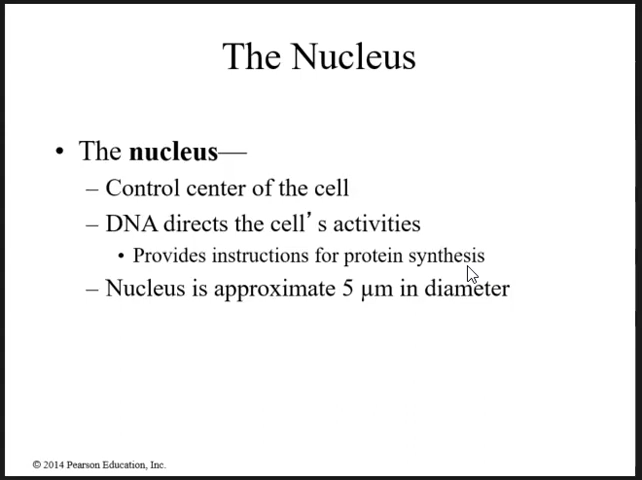 The Nucleus
• The nucleus—
– Control center of the cell
– DNA directs the cell’s activities
• Provides instructions for protein synthesis
– Nucleus is approximate 5 µm in diameter
© 2014 Pearson Education, Inc.